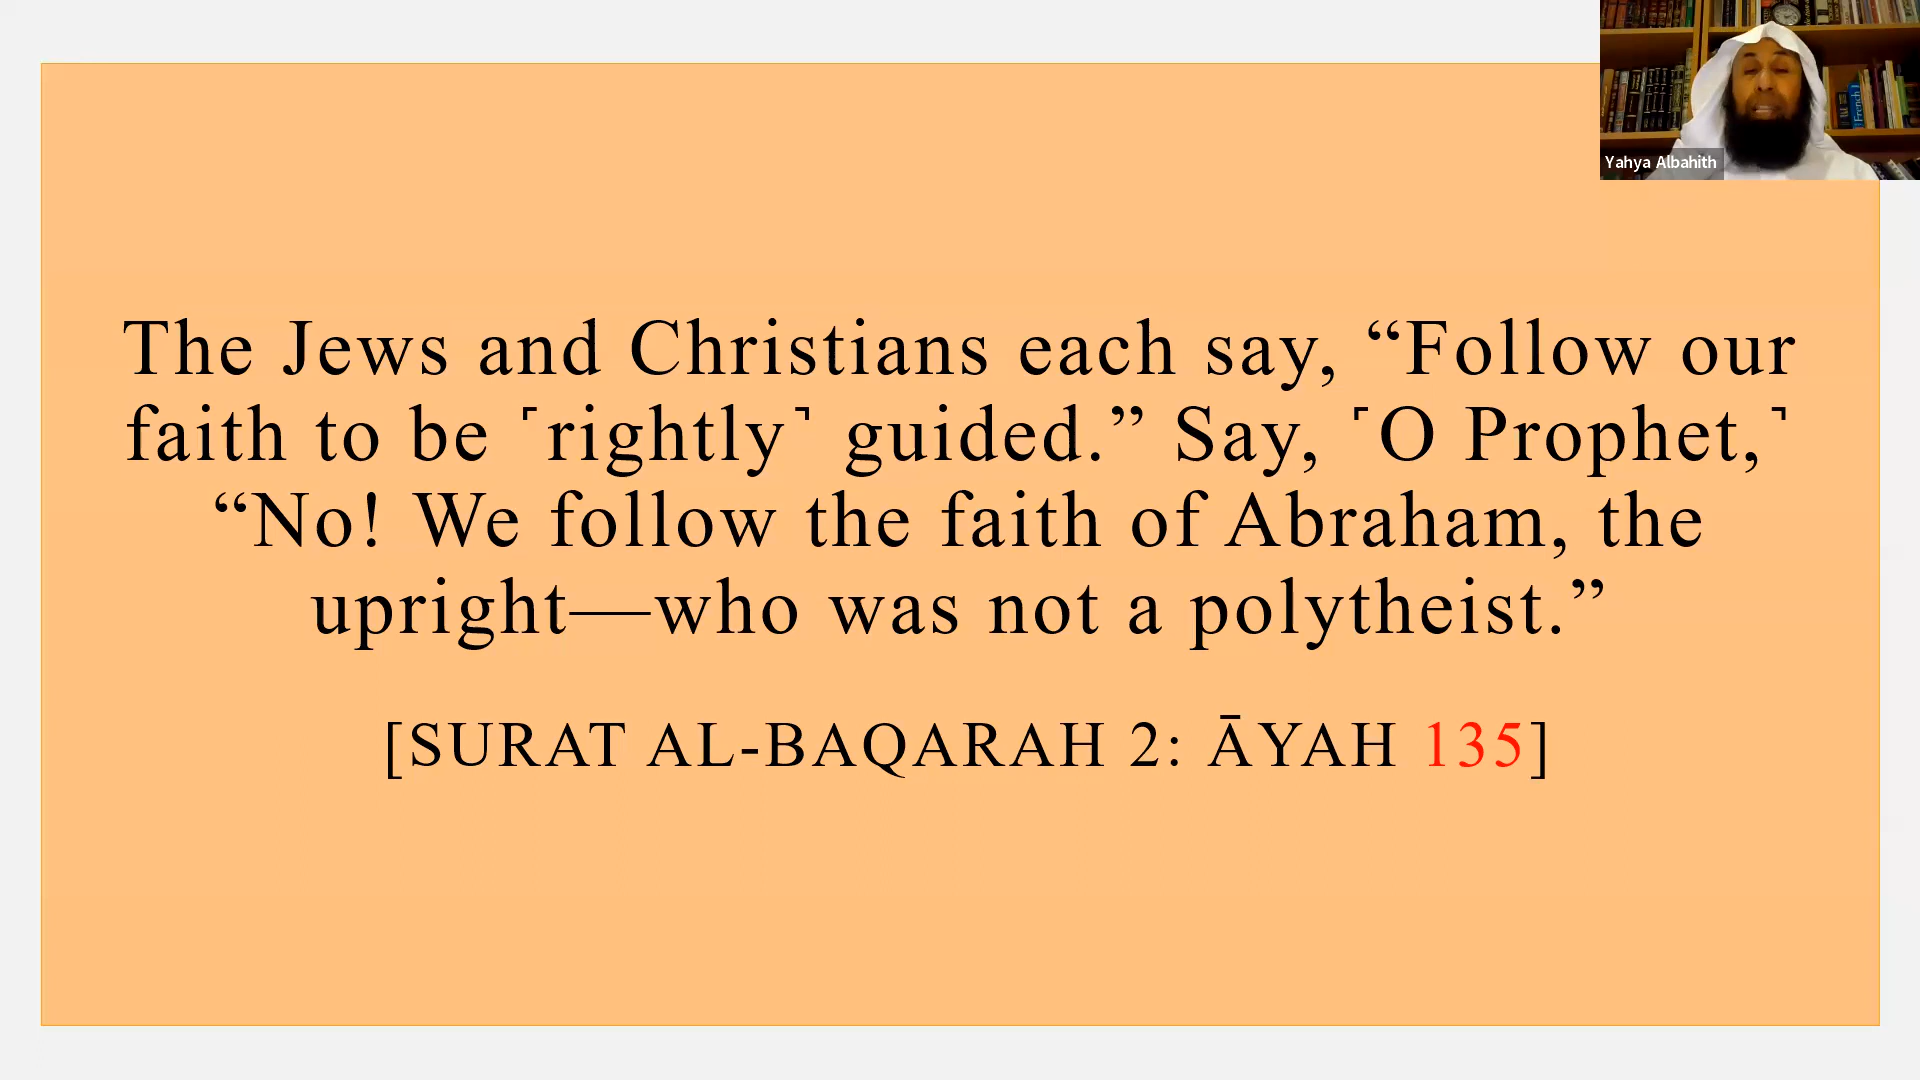 Yahya Albahith
The Jews and Christians each say, “Follow our
faith to be ˹rightly˺ guided.” Say, ˹O Prophet,˺
“No! We follow the faith of Abraham, the
upright—who was not a polytheist.”
[SURAT AL-BAQARAH 2: ĀYAH 135]
French